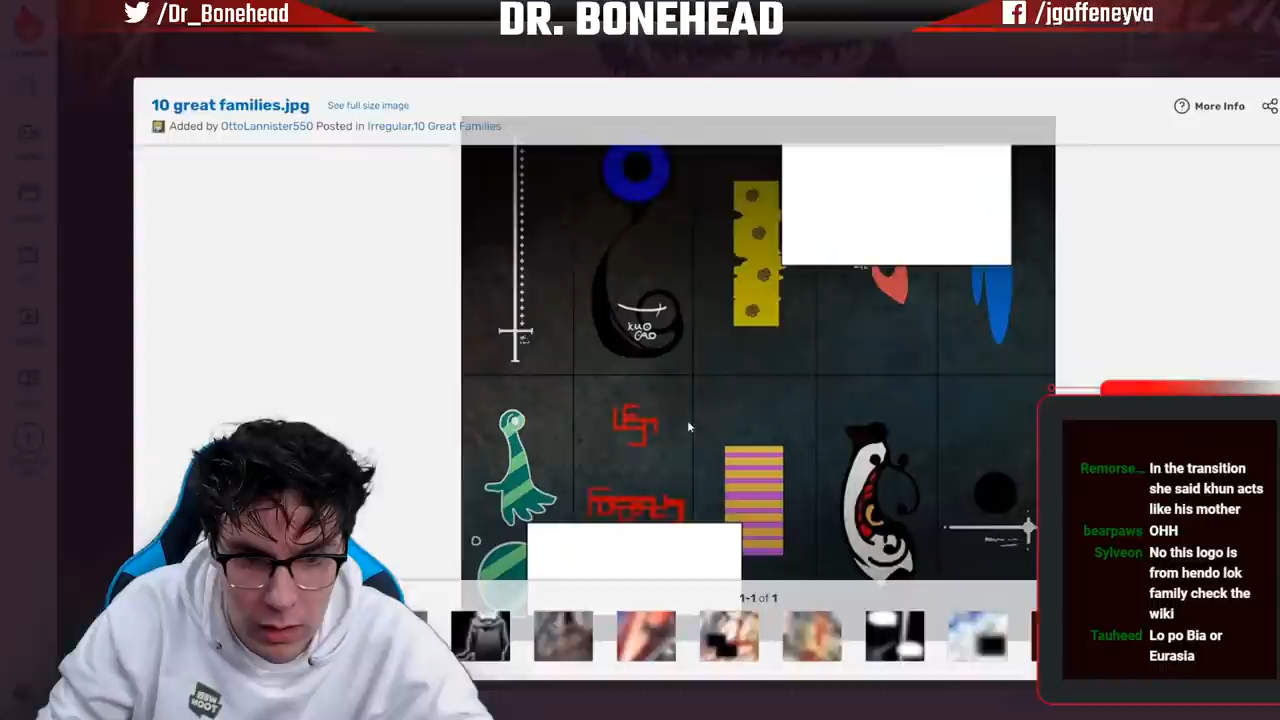 /Dr_Bonehead
DR. BONEHEAD
/jgoffeneyva
10 great families.jpg
See full size image
More Info
Added by OttoLannister550 Posted in Irregular,10 Great Families
KUO
GAO
1-1 of 1
Remorse... In the transition
she said khun acts
like his mother
bearpaws OHH
Sylveon No this logo is
from hendo lok
family check the
wiki
Tauheed Lo po Bia or
Eurasia